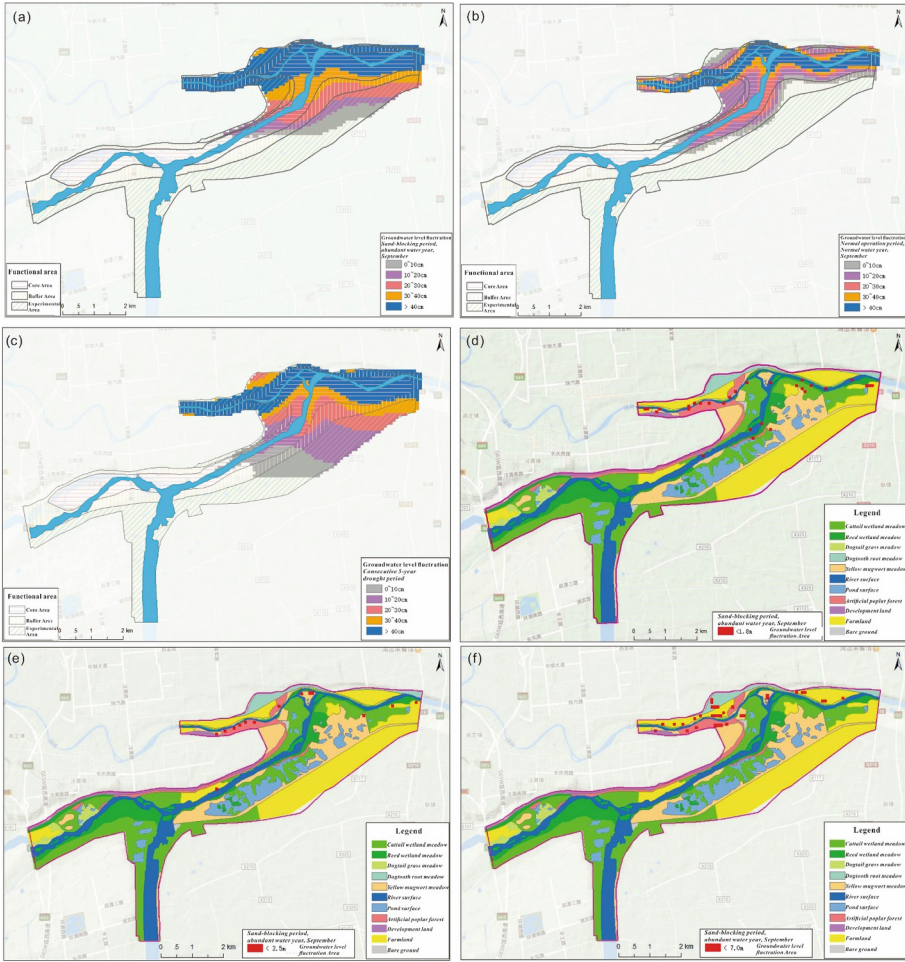 (a)
N
Groundwater level fluctration
Sand-blocking period,
abundant water year,
September
0~10cm
10~20cm
20~30cm
30~40cm
> 40cm
Functional area
Core Area
Buffer Area
Experimental
Area
0 .5 1 2 km
(b)
N
Groundwater level fluctration
Normal operation period,
Normal water year,
September
0~10cm
10~20cm
20~30cm
30~40cm
> 40cm
Functional area
Core Area
Buffer Area
Experimental
Area
0 .5 1 2 km
(c)
N
Groundwater level fluctration
Consecutive 5-year
drought period
0~10cm
10~20cm
20~30cm
30~40cm
> 40cm
Functional area
Core Area
Buffer Area
Experimental
Area
0 .5 1 2 km
(d)
N
Legend
Cattail wetland meadow
Reed wetland meadow
Dogtail grass meadow
Dogtooth root meadow
Yellow mugwort meadow
River surface
Pond surface
Artificial poplar forest
Development land
Farmland
Bare ground
Sand-blocking period,
abundant water year, September
<1.8m Groundwater level
fluctration Area
0 .5 1 2 km
(e)
N
Legend
Cattail wetland meadow
Reed wetland meadow
Dogtail grass meadow
Dogtooth root meadow
Yellow mugwort meadow
River surface
Pond surface
Artificial poplar forest
Development land
Farmland
Bare ground
Sand-blocking period,
abundant water year, September
< 2.5m Groundwater level
fluctration Area
0 .5 1 2 km
(f)
N
Legend
Cattail wetland meadow
Reed wetland meadow
Dogtail grass meadow
Dogtooth root meadow
Yellow mugwort meadow
River surface
Pond surface
Artificial poplar forest
Development land
Farmland
Bare ground
Sand-blocking period,
abundant water year, September
< 7.0m Groundwater level
fluctration Area
0 .5 1 2 km